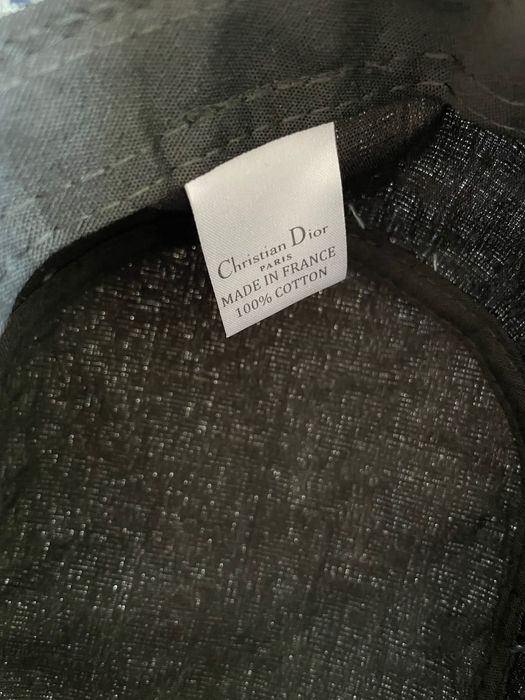 Christian Dior
PARIS
MADE IN FRANCE
100% COTTON